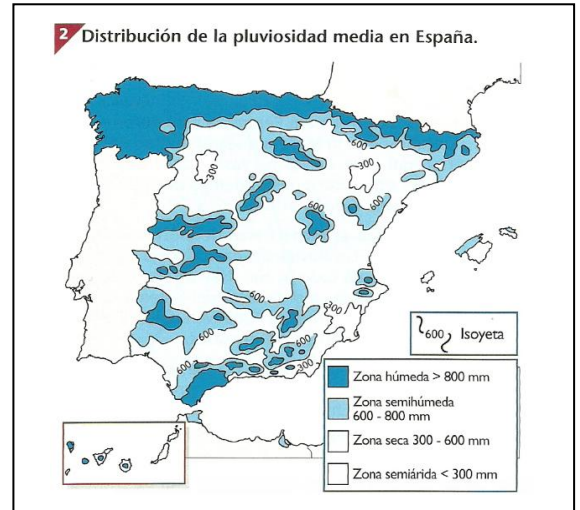 2 Distribución de la pluviosidad media en España.
600
300
600
300
600
600
600
300
600
600
600
600
300
600 Isoyeta
Zona húmeda > 800 mm
Zona semihúmeda
600 - 800 mm
Zona seca 300 - 600 mm
Zona semiárida < 300 mm